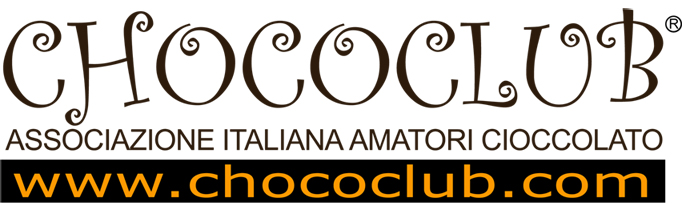 CHOCOCLUB®
ASSOCIAZIONE ITALIANA AMATORI CIOCCOLATO
www.chococlub.com